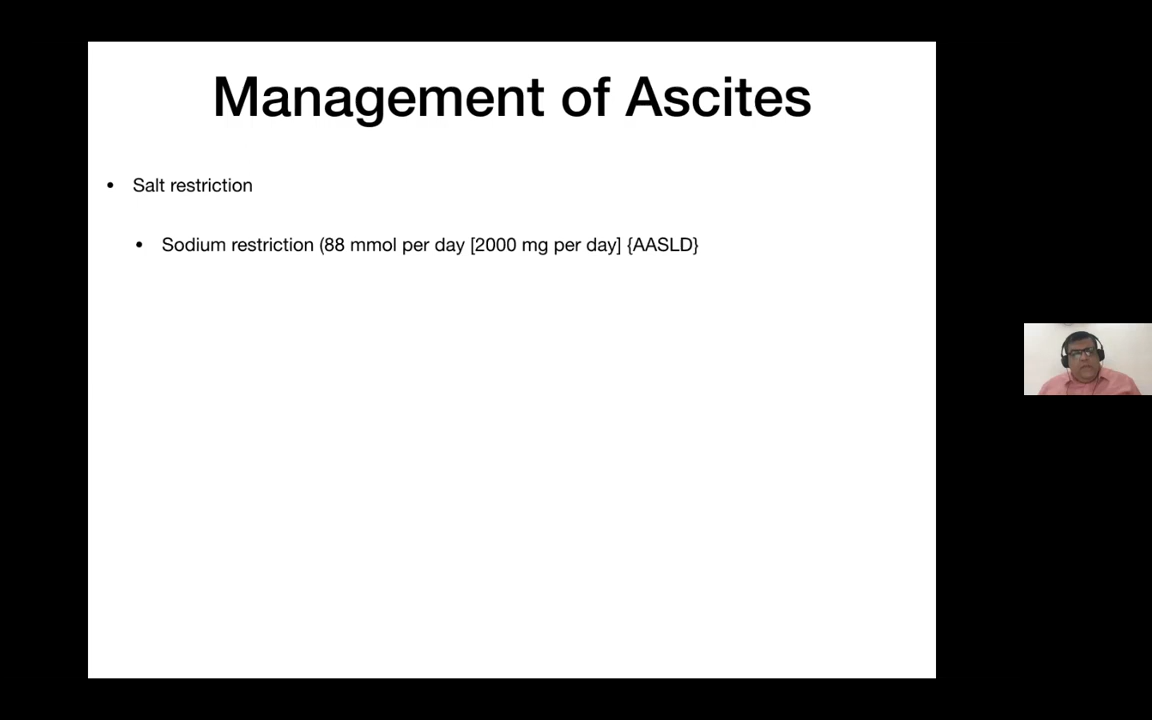 Management of Ascites
• Salt restriction
• Sodium restriction (88 mmol per day [2000 mg per day] {AASLD}